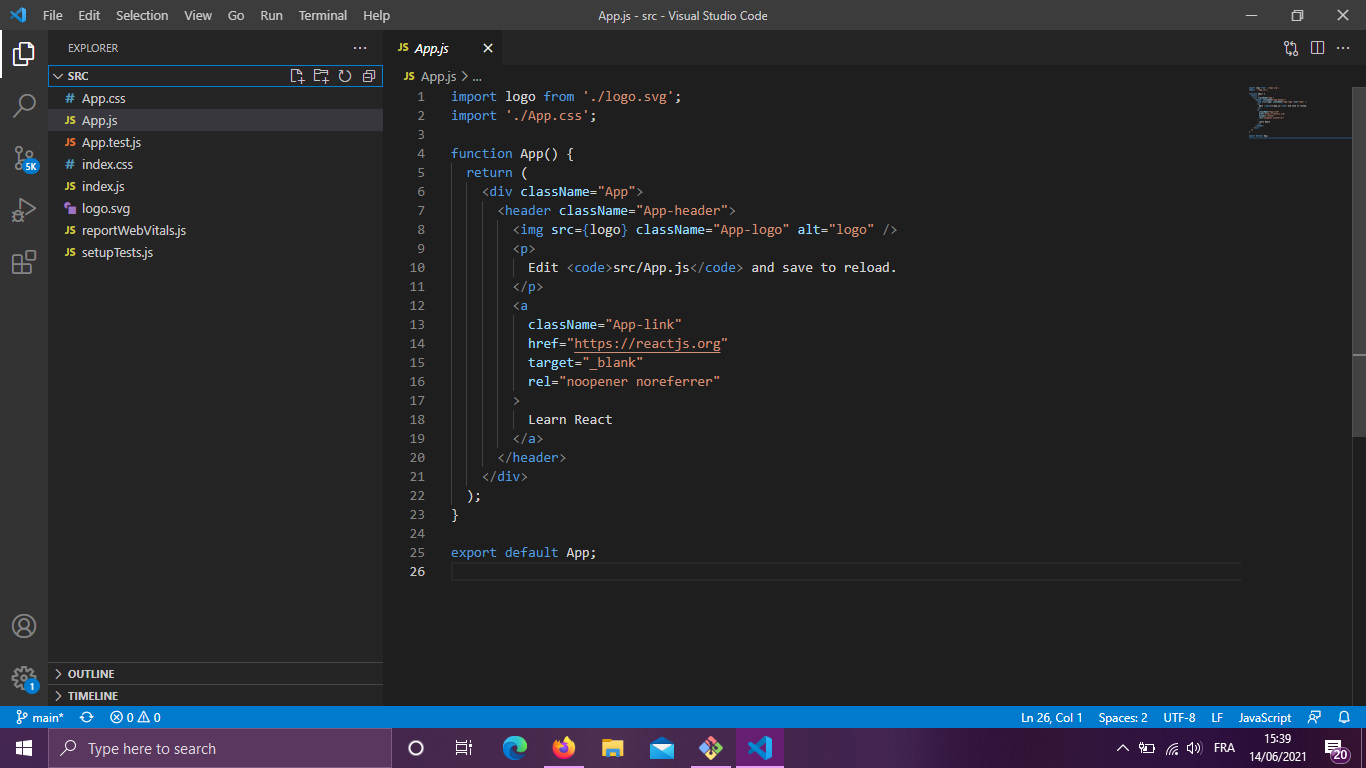 File Edit Selection View Go Run Terminal Help
App.js - src - Visual Studio Code
EXPLORER
SRC
# App.css
JS App.js
JS App.test.js
# index.css
JS index.js
logo.svg
JS reportWebVitals.js
JS setupTests.js
OUTLINE
TIMELINE
5K
1
JS App.js
JS App.js > ...
1 import logo from './logo.svg';
2 import './App.css';
3
4 function App() {
5 return (
6 <div className="App">
7 <header className="App-header">
8 <img src={logo} className="App-logo" alt="logo" />
9 <p>
10 Edit <code>src/App.js</code> and save to reload.
11 </p>
12 <a
13 className="App-link"
14 href="https://reactjs.org"
15 target="_blank"
16 rel="noopener noreferrer"
17 >
18 Learn React
19 </a>
20 </header>
21 </div>
22 );
23 }
24
25 export default App;
26
main* 0 0
Ln 26, Col 1 Spaces: 2 UTF-8 LF JavaScript
Type here to search
FRA
15:39
14/06/2021
20